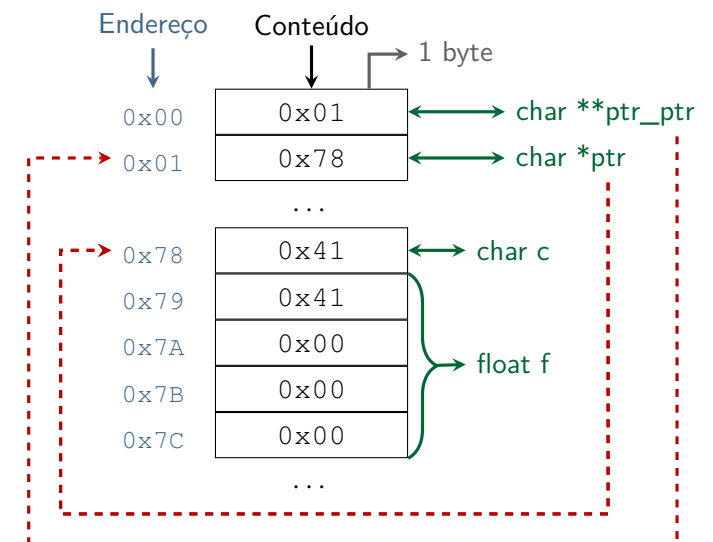 Endereço Conteúdo
1 byte
0x00 0x01 char **ptr_ptr
0x01 0x78 char *ptr
...
0x78 0x41 char c
0x79 0x41
0x7A 0x00
float f
0x7B 0x00
0x7C 0x00
...